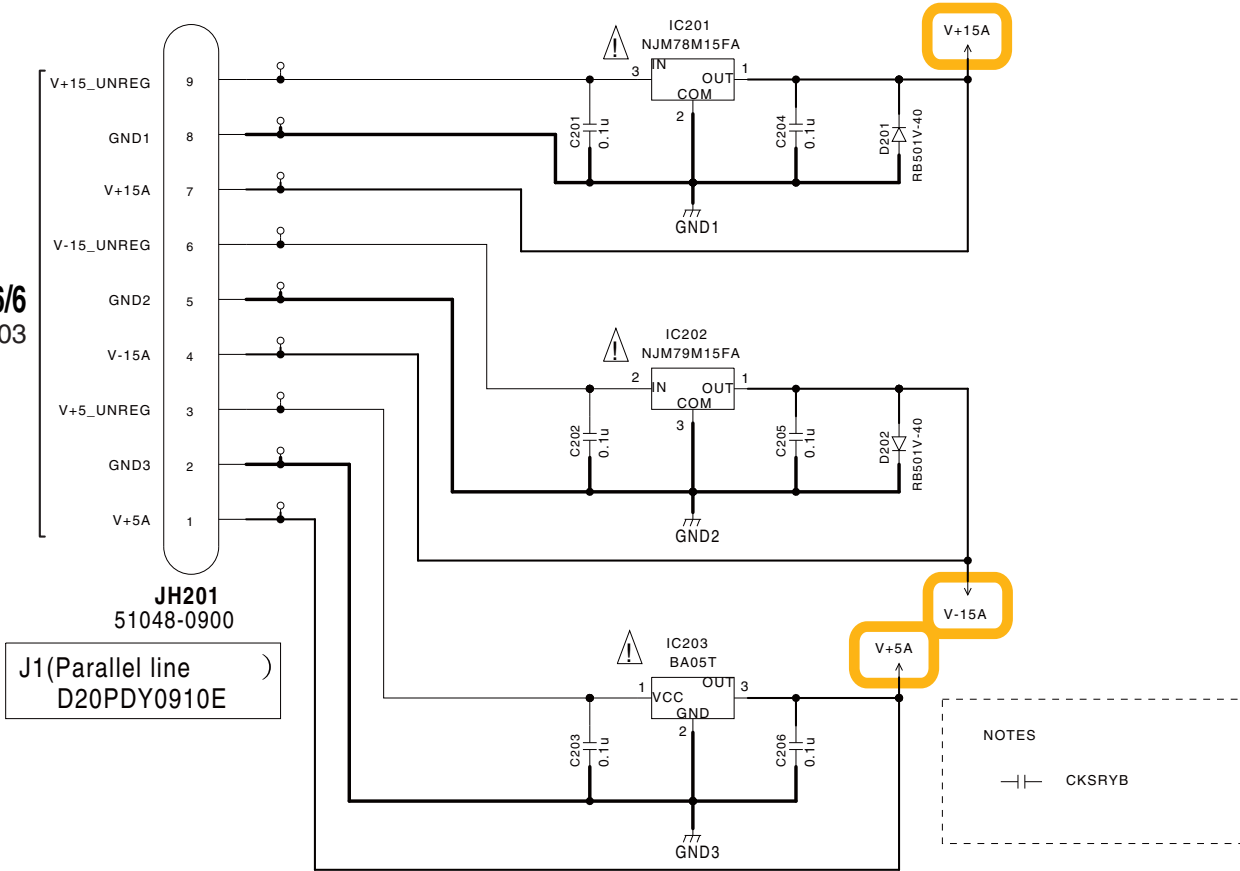 V+15_UNREG 9
GND1 8
V+15A 7
V-15_UNREG 6
GND2 5
V-15A 4
V+5_UNREG 3
GND3 2
V+5A 1
6/6
03
JH201
51048-0900
J1(Parallel line )
D20PDY0910E
!
IC201
NJM78M15FA
3 IN OUT 1
COM
2
C201
0.1u
C204
0.1u
D201
RB501V-40
GND1
V+15A
!
IC202
NJM79M15FA
2 IN OUT 1
COM
3
C202
0.1u
C205
0.1u
D202
RB501V-40
GND2
V-15A
!
IC203
BA05T
1 VCC OUT 3
GND
2
C203
0.1u
C206
0.1u
GND3
V+5A
NOTES
CKSRYB